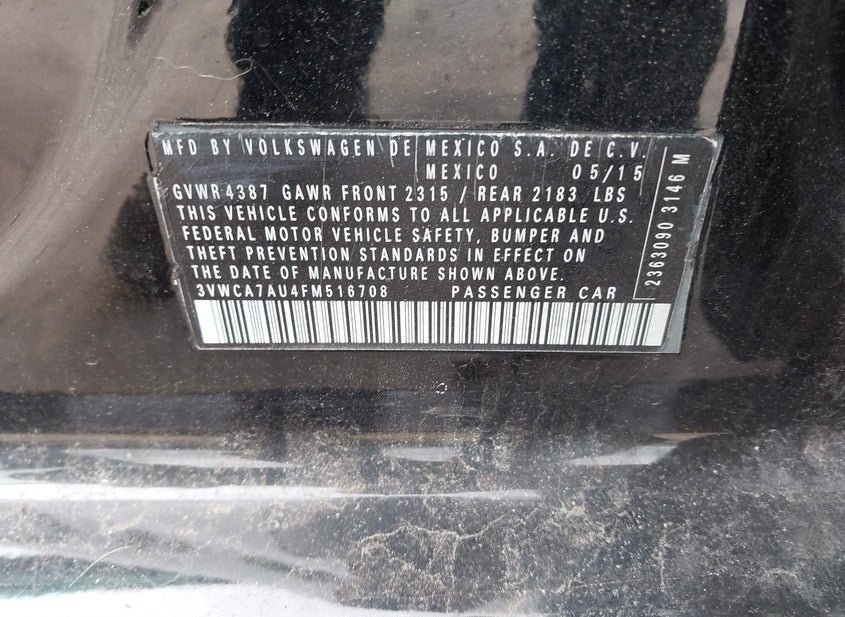 MFD BY VOLKSWAGEN DE MEXICO S.A. DE C.V.
MEXICO 05/15
GVWR 4387 GAWR FRONT 2315 / REAR 2183 LBS
THIS VEHICLE CONFORMS TO ALL APPLICABLE U.S.
FEDERAL MOTOR VEHICLE SAFETY, BUMPER AND
THEFT PREVENTION STANDARDS IN EFFECT ON
THE DATE OF MANUFACTURE SHOWN ABOVE.
3VWCA7AU4FM516708 PASSENGER CAR
2363090 3146 M